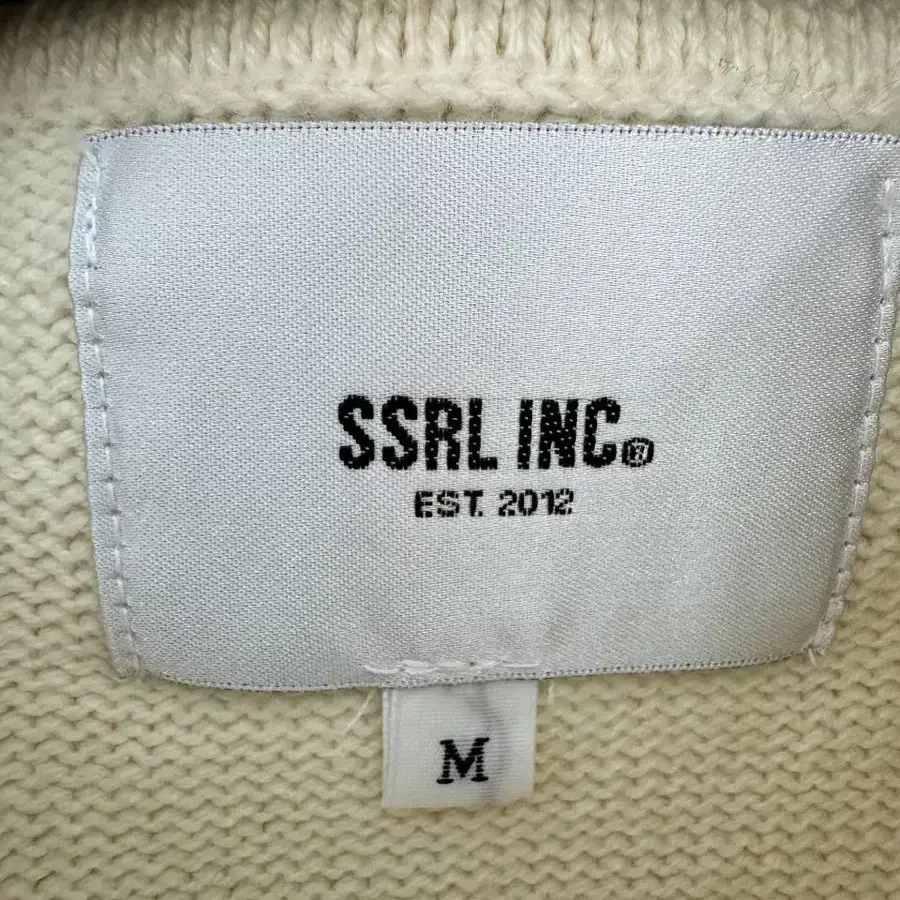 SSRL INC®
EST. 2012
M